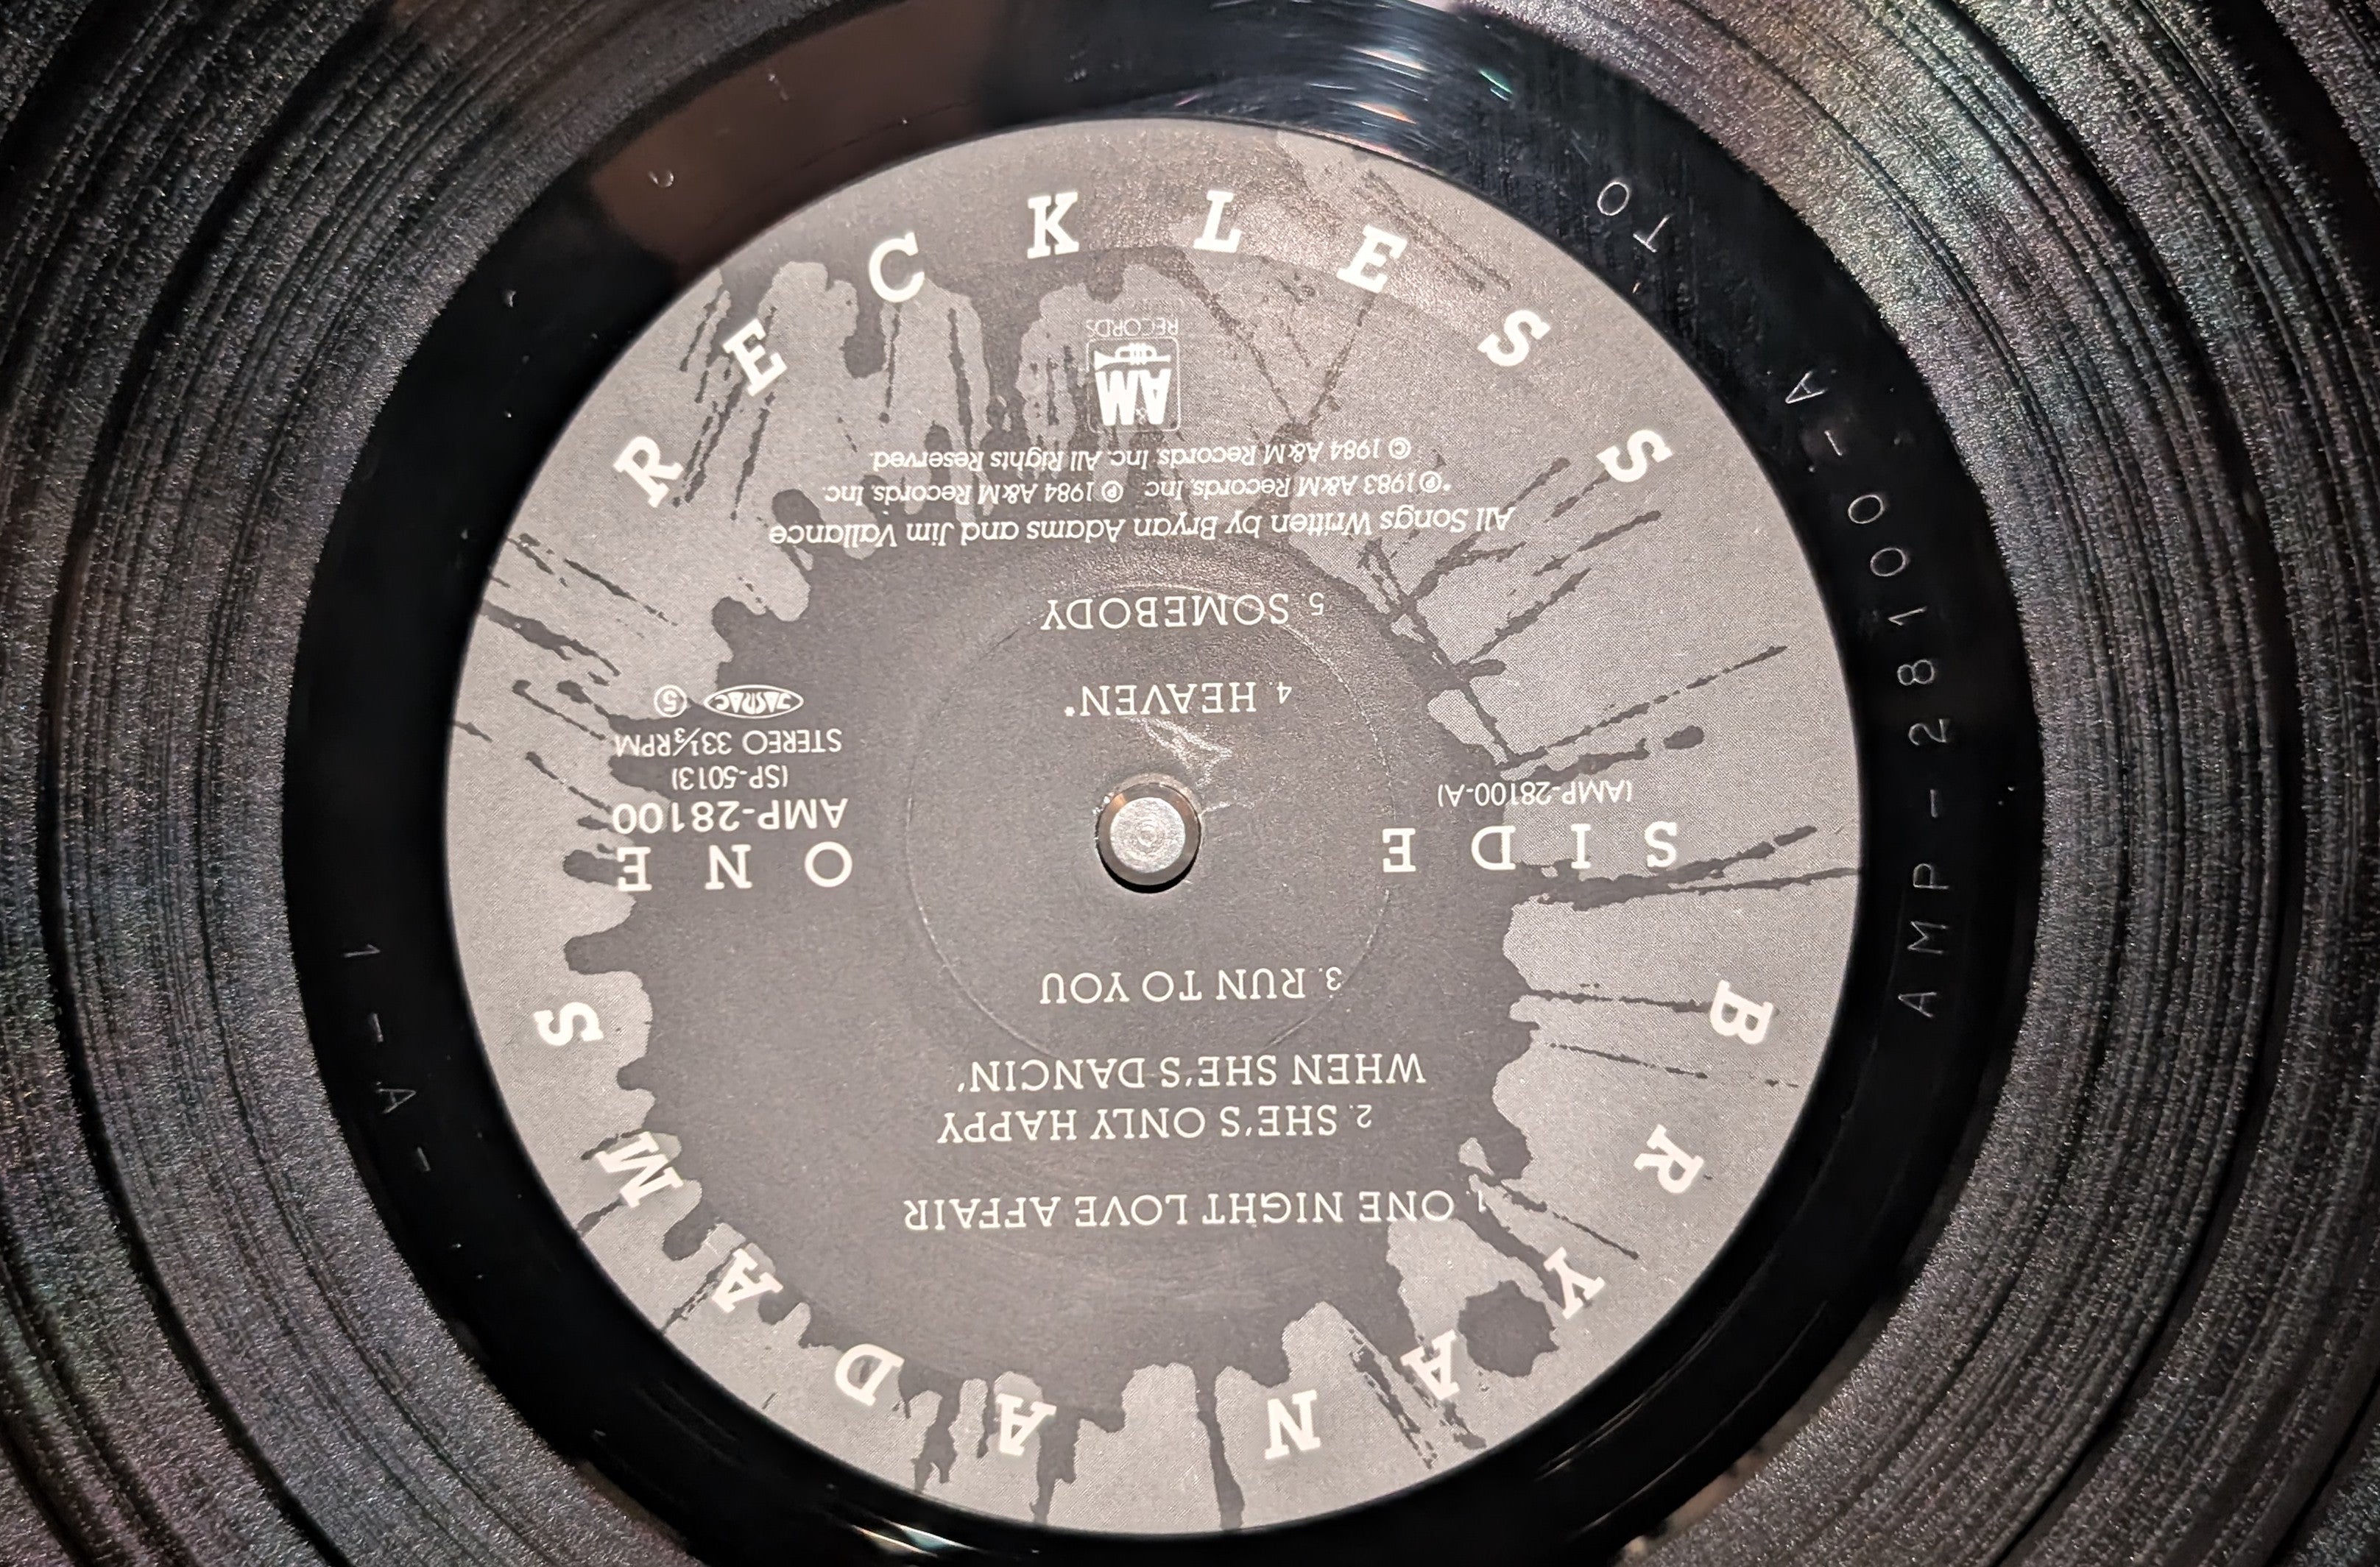 BRYAN ADAMS
1. ONE NIGHT LOVE AFFAIR
2. SHE'S ONLY HAPPY
WHEN SHE'S DANCIN'
3. RUN TO YOU
SIDE ONE
(AMP-28100-A)
AMP-28100
(SP-5013)
STEREO 33⅓RPM
JASRAC Ⓢ
4. HEAVEN*
5. SOMEBODY
All Songs Written by Bryan Adams and Jim Vallance
*℗1983 A&M Records, Inc. ℗ 1984 A&M Records, Inc.
© 1984 A&M Records, Inc. All Rights Reserved.
A&M
RECORDS
RECKLESS
AMP-28100-A
TO
1-A-